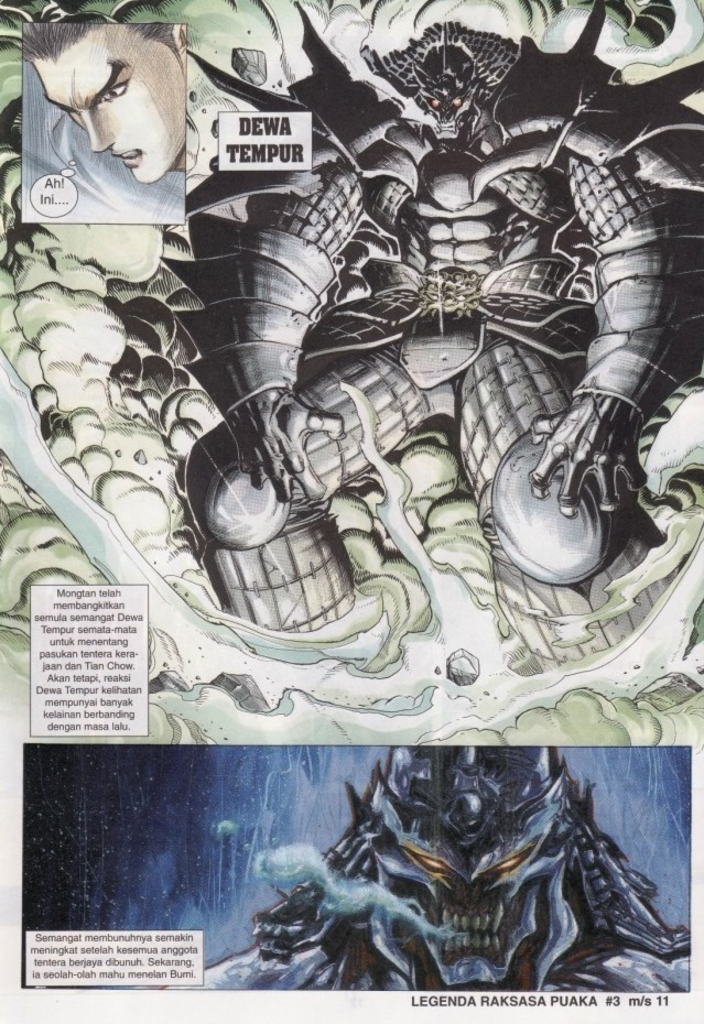 DEWA
TEMPUR
Ah!
Ini....
Mongtan telah
membangkitkan
semula semangat Dewa
Tempur semata-mata
untuk menentang
pasukan tentera kera-
jaan dan Tian Chow.
Akan tetapi, reaksi
Dewa Tempur kelihatan
mempunyai banyak
kelainan berbanding
dengan masa lalu.
Semangat membunuhnya semakin
meningkat setelah kesemua anggota
tentera berjaya dibunuh. Sekarang,
ia seolah-olah mahu menelan Bumi.
LEGENDA RAKSASA PUAKA #3 m/s 11